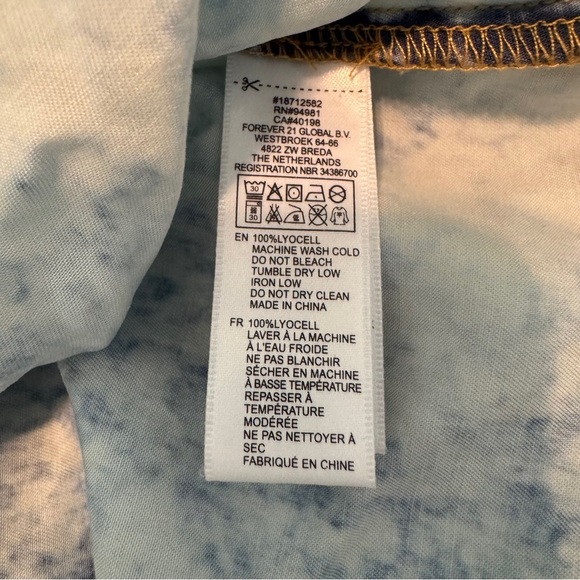 #18712582
RN#94981
CA#40198
FOREVER 21 GLOBAL B.V.
WESTBROEK 64-66
4822 ZW BREDA
THE NETHERLANDS
REGISTRATION NBR 34386700
30
30
EN 100%LYOCELL
MACHINE WASH COLD
DO NOT BLEACH
TUMBLE DRY LOW
IRON LOW
DO NOT DRY CLEAN
MADE IN CHINA
FR 100%LYOCELL
LAVER À LA MACHINE
À L'EAU FROIDE
NE PAS BLANCHIR
SÉCHER EN MACHINE
À BASSE TEMPÉRATURE
REPASSER À
TEMPÉRATURE
MODÉRÉE
NE PAS NETTOYER À
SEC
FABRIQUÉ EN CHINE